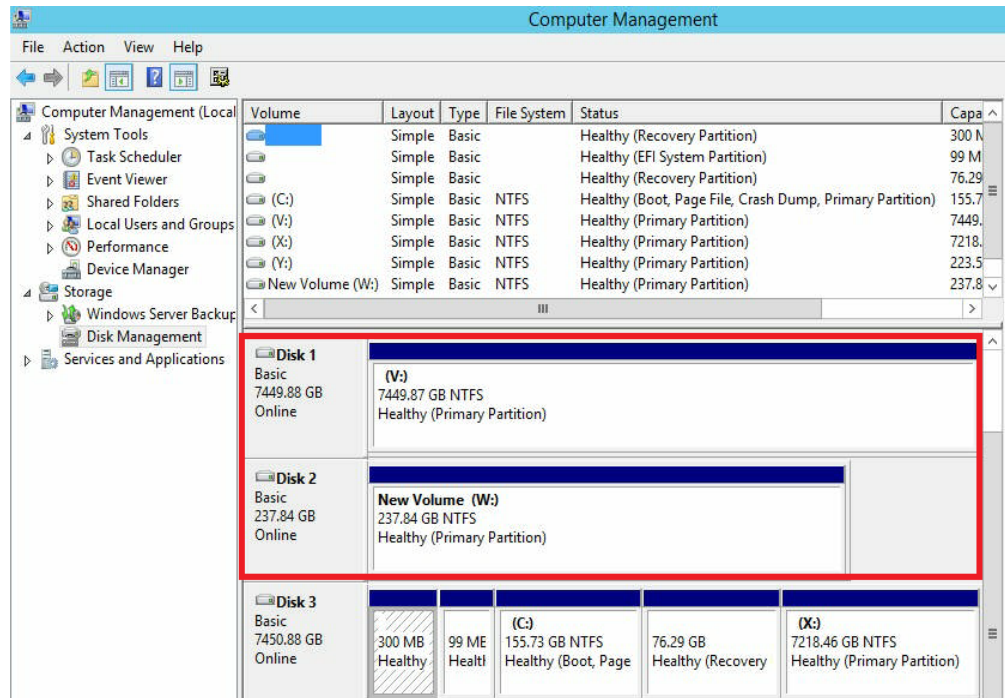 Computer Management
File Action View Help
Computer Management (Local
System Tools
Task Scheduler
Event Viewer
Shared Folders
Local Users and Groups
Performance
Device Manager
Storage
Windows Server Backup
Disk Management
Services and Applications
Volume Layout Type File System Status Capa
Simple Basic Healthy (Recovery Partition) 300 M
Simple Basic Healthy (EFI System Partition) 99 M
Simple Basic Healthy (Recovery Partition) 76.29
(C:) Simple Basic NTFS Healthy (Boot, Page File, Crash Dump, Primary Partition) 155.7
(V:) Simple Basic NTFS Healthy (Primary Partition) 7449.
(X:) Simple Basic NTFS Healthy (Primary Partition) 7218.
(Y:) Simple Basic NTFS Healthy (Primary Partition) 223.5
New Volume (W:) Simple Basic NTFS Healthy (Primary Partition) 237.8
Disk 1
Basic
7449.88 GB
Online
(V:)
7449.87 GB NTFS
Healthy (Primary Partition)
Disk 2
Basic
237.84 GB
Online
New Volume (W:)
237.84 GB NTFS
Healthy (Primary Partition)
Disk 3
Basic
7450.88 GB
Online
300 MB
Healthy
99 ME
Healtl
(C:)
155.73 GB NTFS
Healthy (Boot, Page
76.29 GB
Healthy (Recovery
(X:)
7218.46 GB NTFS
Healthy (Primary Partition)